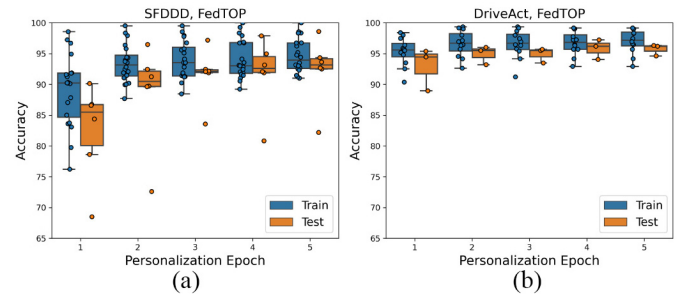 SFDDD, FedTOP
Accuracy
100
95
90
85
80
75
70
65
Train
Test
1 2 3 4 5
Personalization Epoch
(a)
DriveAct, FedTOP
Accuracy
100
95
90
85
80
75
70
65
Train
Test
1 2 3 4 5
Personalization Epoch
(b)